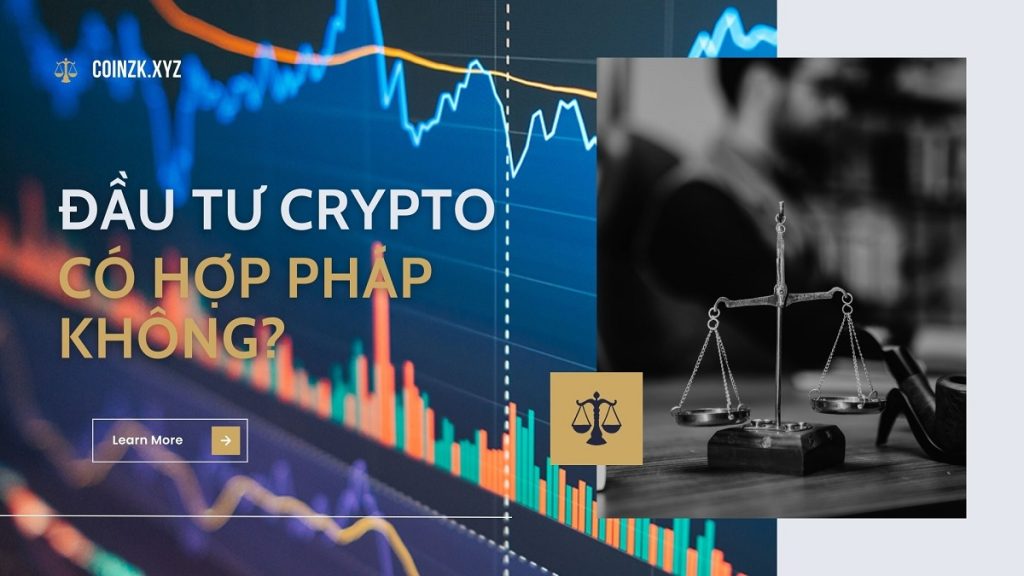 COINZK.XYZ
ĐẦU TƯ CRYPTO
CÓ HỢP PHÁP
KHÔNG?
Learn More